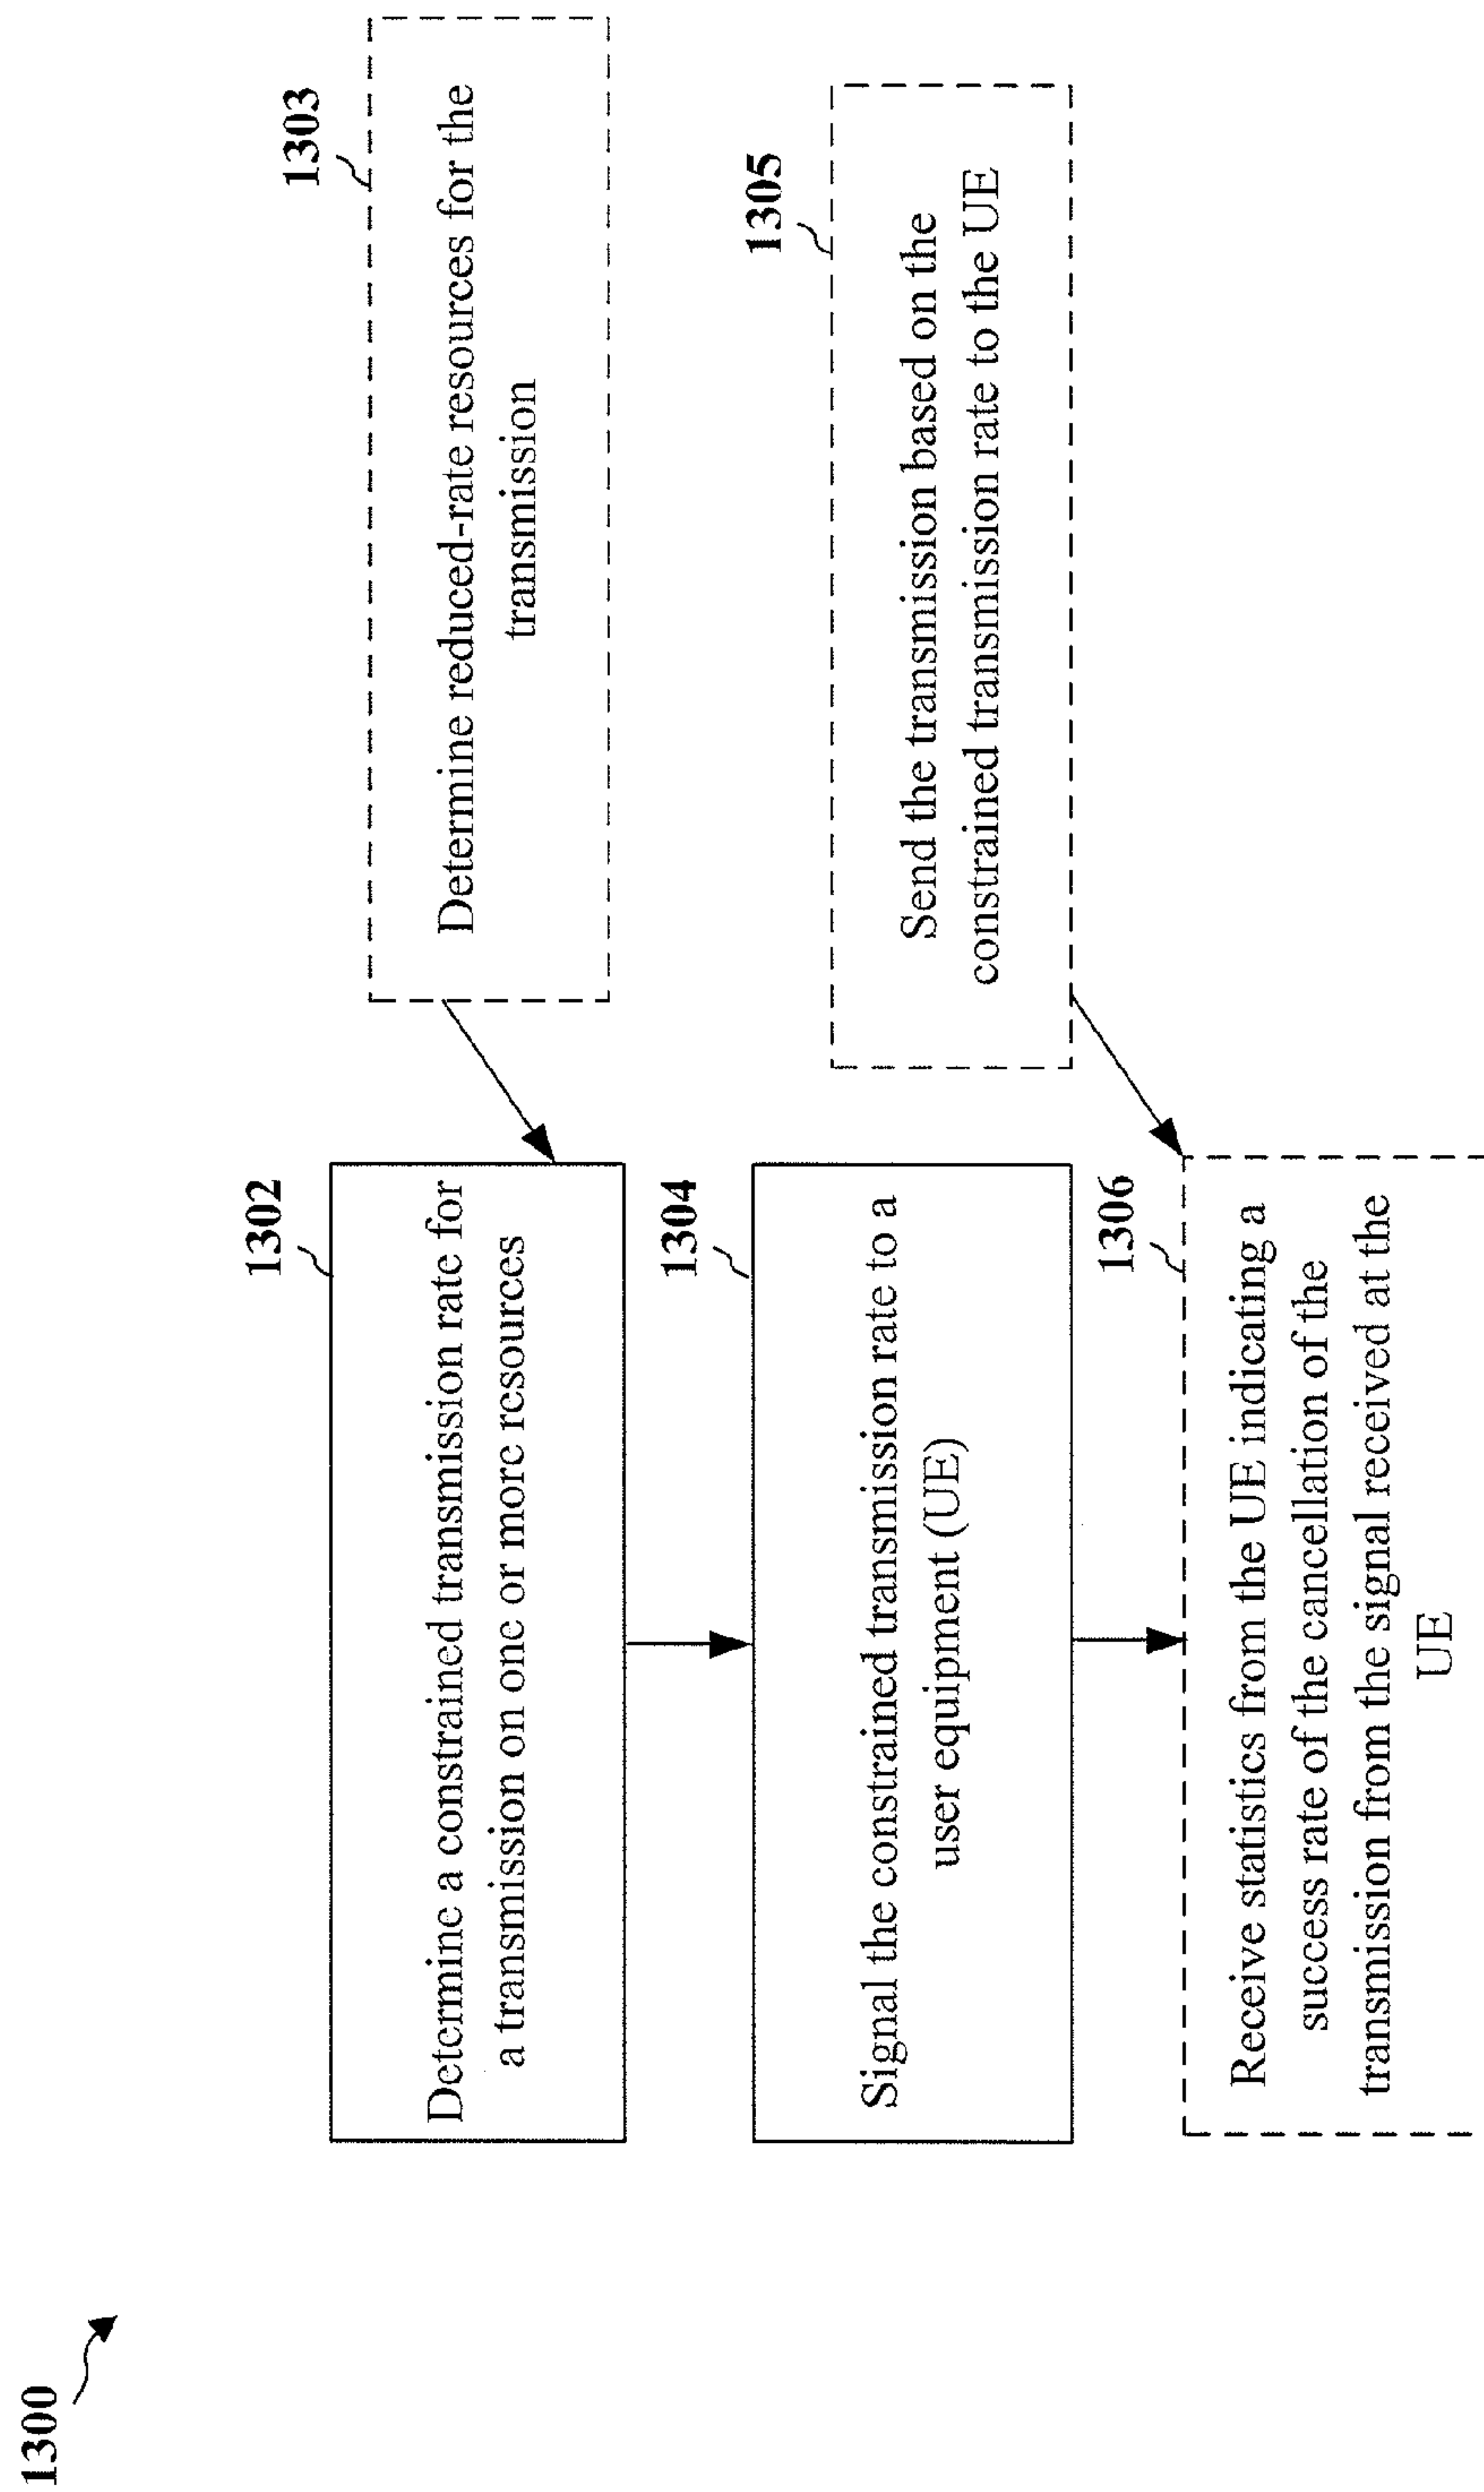 1300
1302
Determine a constrained transmission rate for
a transmission on one or more resources
1303
Determine reduced-rate resources for the
transmission
1304
Signal the constrained transmission rate to a
user equipment (UE)
1305
Send the transmission based on the
constrained transmission rate to the UE
1306
Receive statistics from the UE indicating a
success rate of the cancellation of the
transmission from the signal received at the
UE